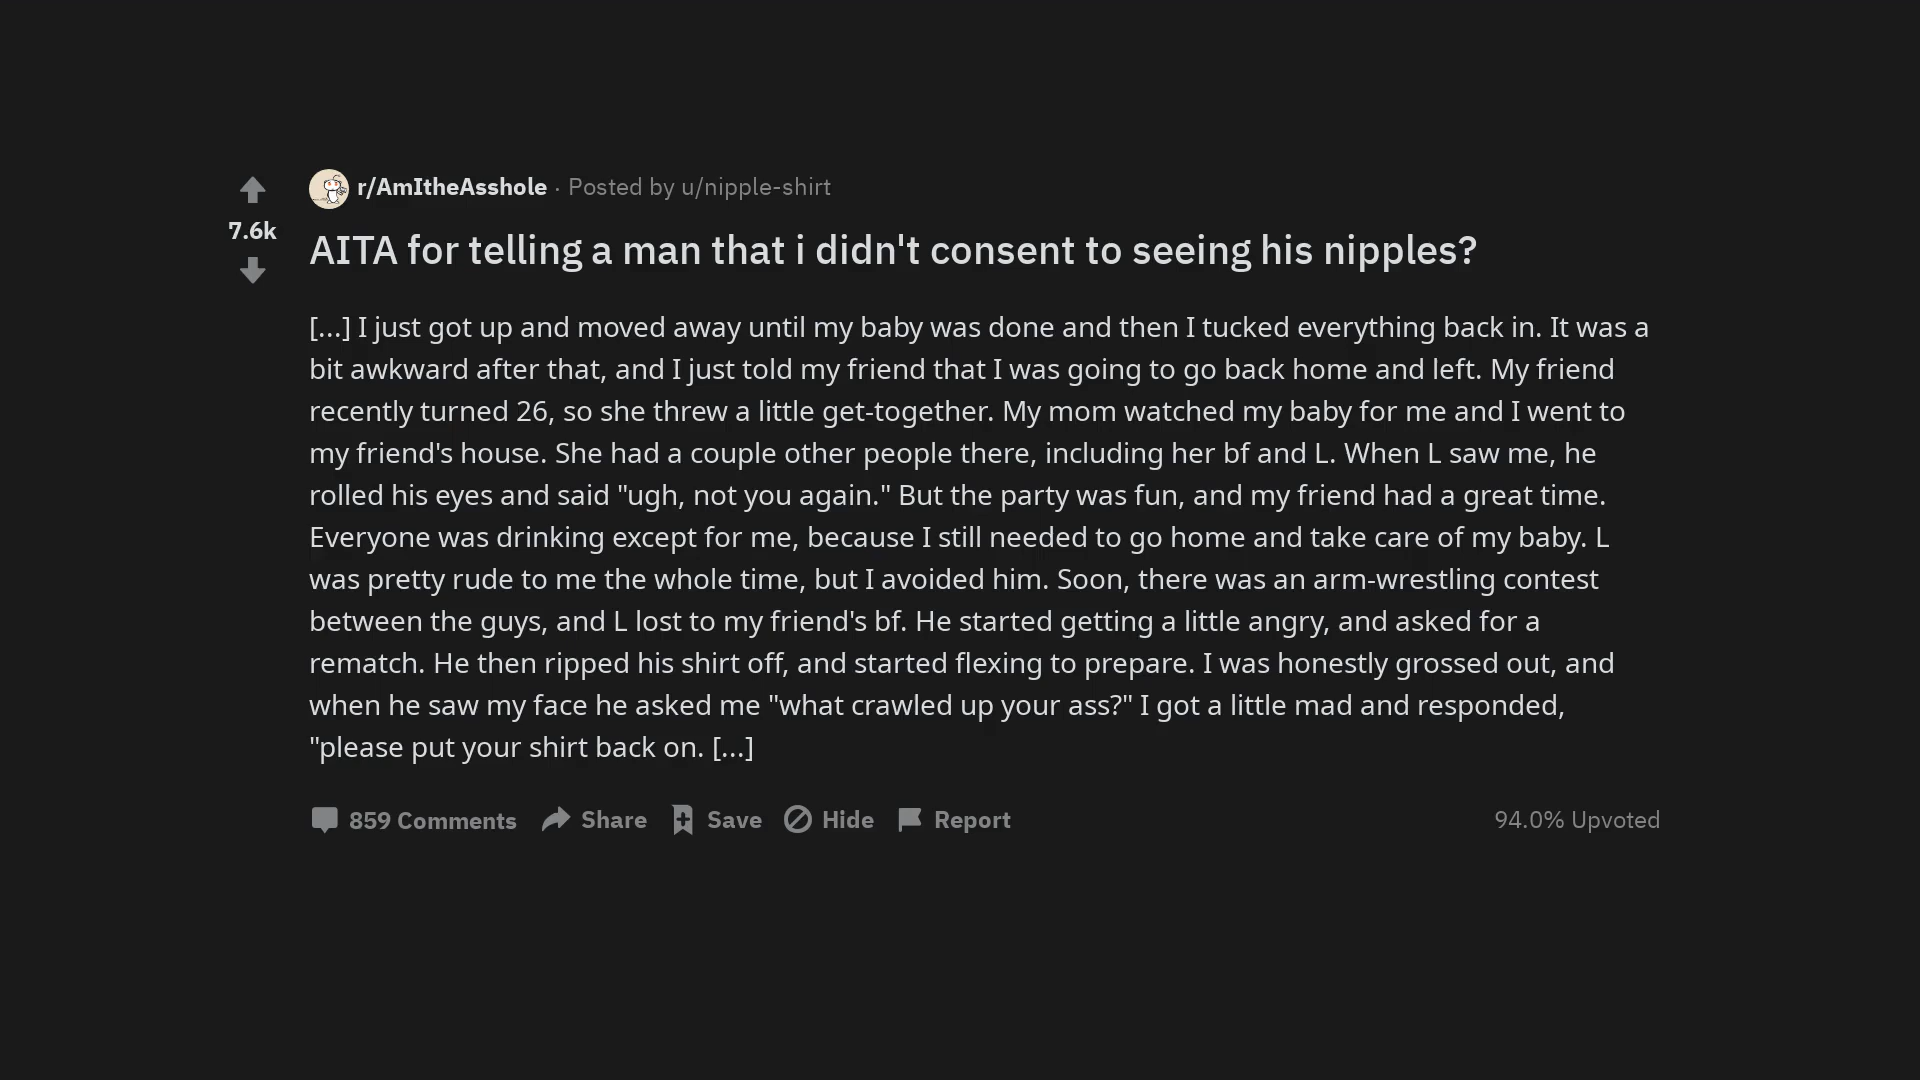 r/AmItheAsshole · Posted by u/nipple-shirt
7.6k
AITA for telling a man that i didn't consent to seeing his nipples?
[...] I just got up and moved away until my baby was done and then I tucked everything back in. It was a
bit awkward after that, and I just told my friend that I was going to go back home and left. My friend
recently turned 26, so she threw a little get-together. My mom watched my baby for me and I went to
my friend's house. She had a couple other people there, including her bf and L. When L saw me, he
rolled his eyes and said "ugh, not you again." But the party was fun, and my friend had a great time.
Everyone was drinking except for me, because I still needed to go home and take care of my baby. L
was pretty rude to me the whole time, but I avoided him. Soon, there was an arm-wrestling contest
between the guys, and L lost to my friend's bf. He started getting a little angry, and asked for a
rematch. He then ripped his shirt off, and started flexing to prepare. I was honestly grossed out, and
when he saw my face he asked me "what crawled up your ass?" I got a little mad and responded,
"please put your shirt back on. [...]
859 Comments Share Save Hide Report 94.0% Upvoted